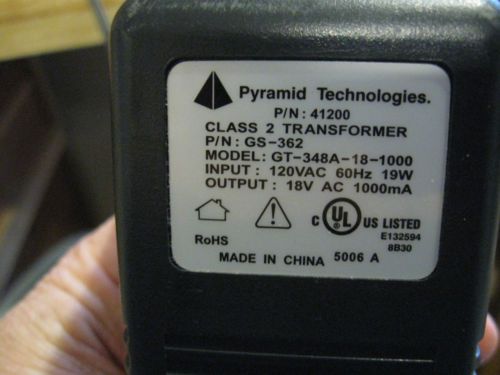 Pyramid Technologies.
P/N: 41200
CLASS 2 TRANSFORMER
P/N: GS-362
MODEL: GT-348A-18-1000
INPUT : 120VAC 60Hz 19W
OUTPUT : 18V AC 1000mA
C UL US LISTED
E132594
8B30
RoHS
MADE IN CHINA 5006 A